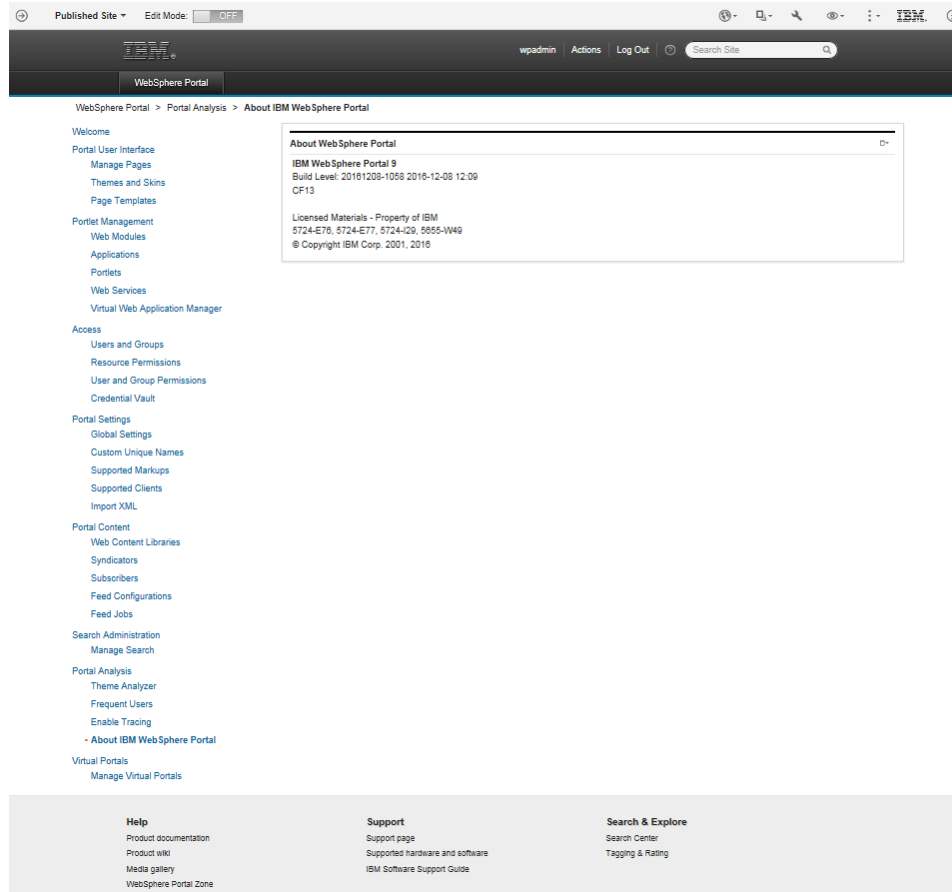 Published Site Edit Mode: OFF IBM.
IBM. wpadmin Actions Log Out Search Site
WebSphere Portal
WebSphere Portal > Portal Analysis > About IBM WebSphere Portal
Welcome
Portal User Interface
Manage Pages
Themes and Skins
Page Templates
Portlet Management
Web Modules
Applications
Portlets
Web Services
Virtual Web Application Manager
Access
Users and Groups
Resource Permissions
User and Group Permissions
Credential Vault
Portal Settings
Global Settings
Custom Unique Names
Supported Markups
Supported Clients
Import XML
Portal Content
Web Content Libraries
Syndicators
Subscribers
Feed Configurations
Feed Jobs
Search Administration
Manage Search
Portal Analysis
Theme Analyzer
Frequent Users
Enable Tracing
- About IBM WebSphere Portal
Virtual Portals
Manage Virtual Portals
About WebSphere Portal
IBM WebSphere Portal 9
Build Level: 20161208-1058 2016-12-08 12:09
CF13
Licensed Materials - Property of IBM
5724-E76, 5724-E77, 5724-I29, 5655-W49
© Copyright IBM Corp. 2001, 2016
Help
Product documentation
Product wiki
Media gallery
WebSphere Portal Zone
Support
Support page
Supported hardware and software
IBM Software Support Guide
Search & Explore
Search Center
Tagging & Rating